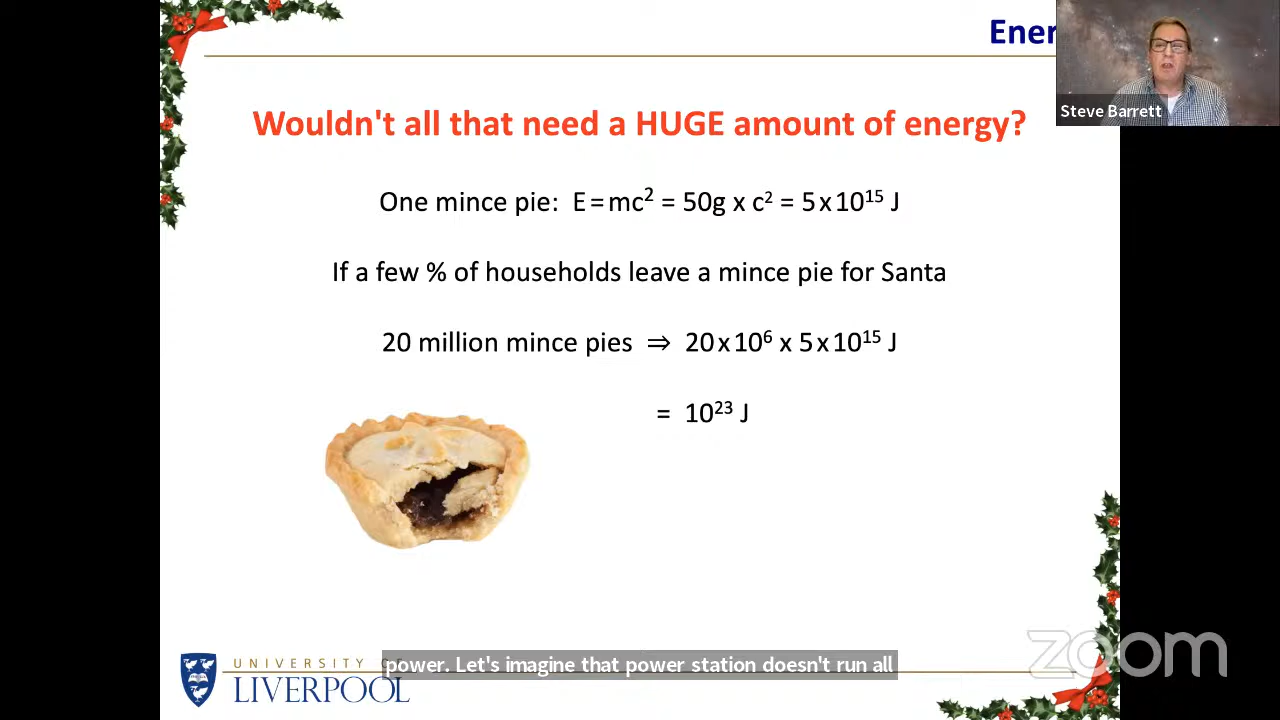 Ener
Steve Barrett
Wouldn't all that need a HUGE amount of energy?
One mince pie: E = mc² = 50g x c² = 5 x 10¹⁵ J
If a few % of households leave a mince pie for Santa
20 million mince pies ⇒ 20 x 10⁶ x 5 x 10¹⁵ J
= 10²³ J
power. Let's imagine that power station doesn't run all
UNIVERSITY
LIVERPOOL
zoom